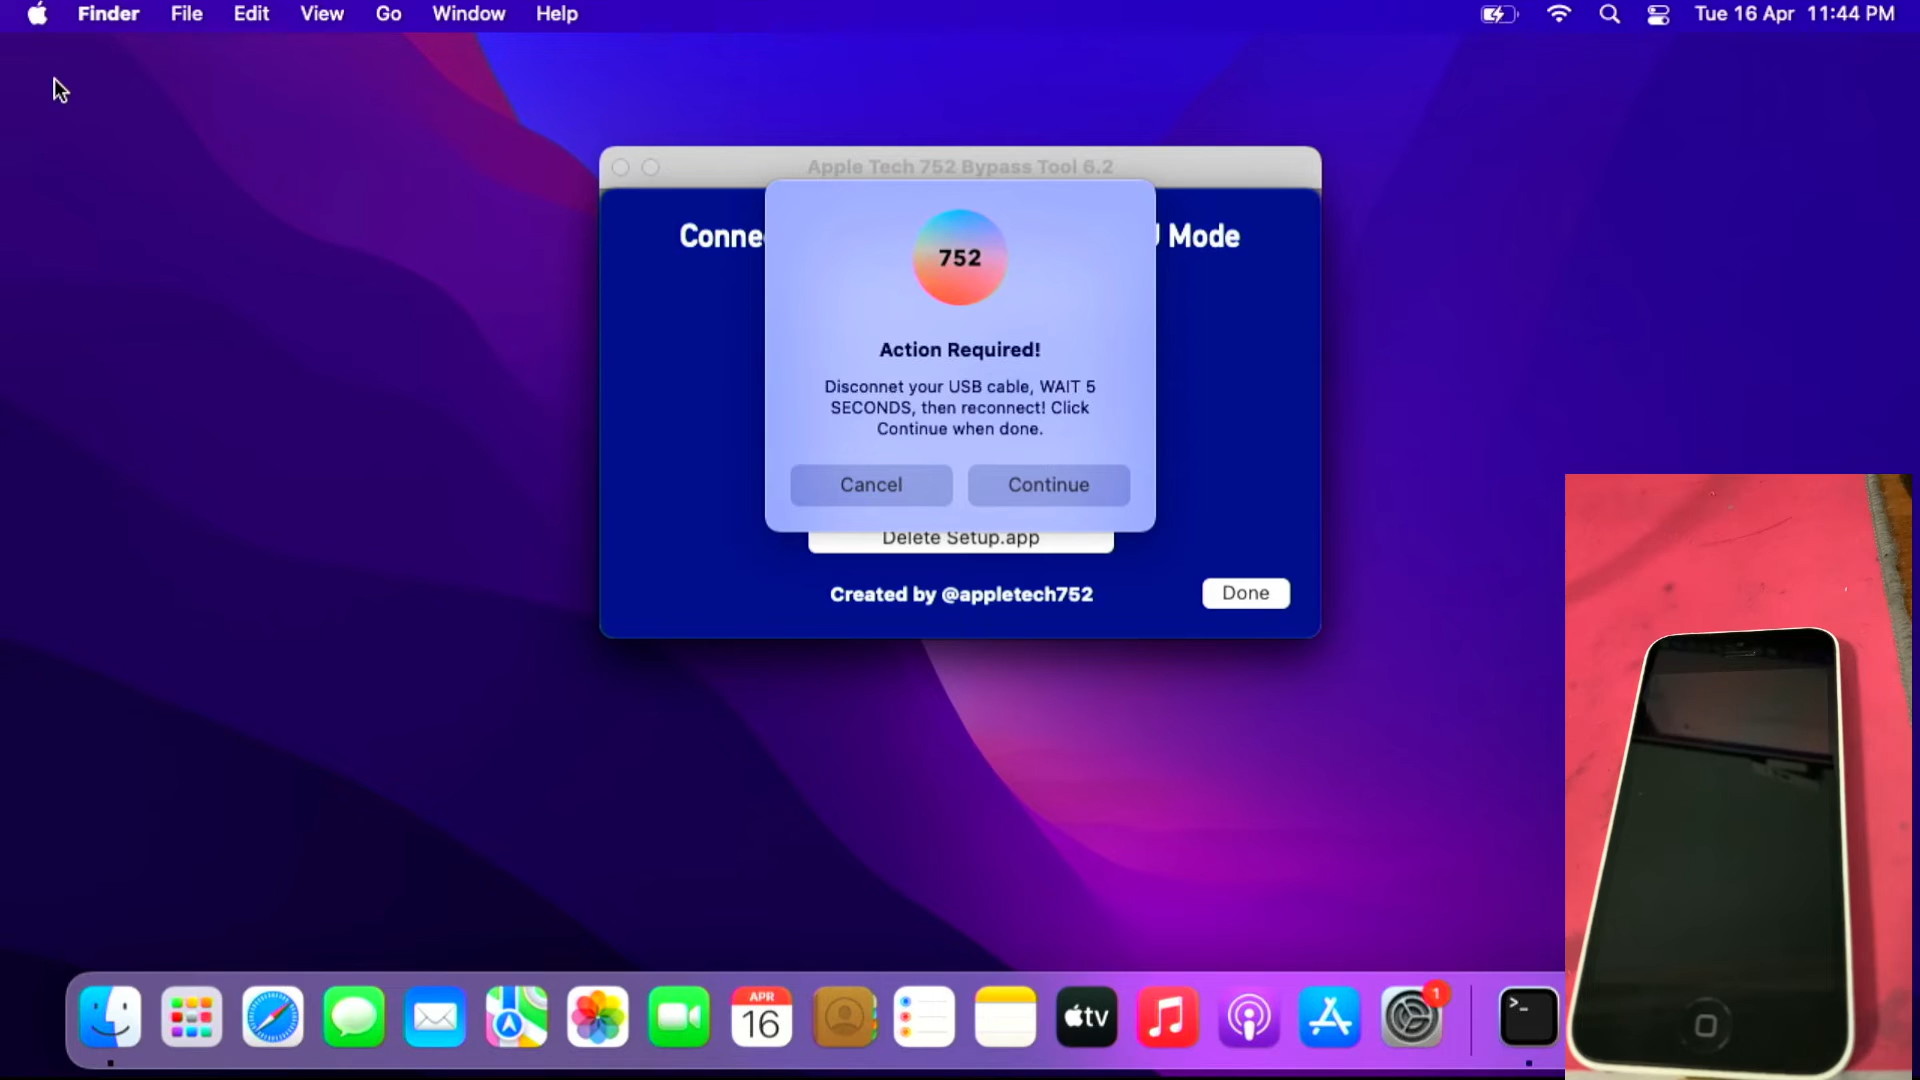 Finder File Edit View Go Window Help Tue 16 Apr 11:44 PM
Apple Tech 752 Bypass Tool 6.2
Mode
752
Action Required!
Disconnet your USB cable, WAIT 5
SECONDS, then reconnect! Click
Continue when done.
Cancel Continue
Delete Setup.app
Created by @appletech752 Done
APR
16
tv
1
>_